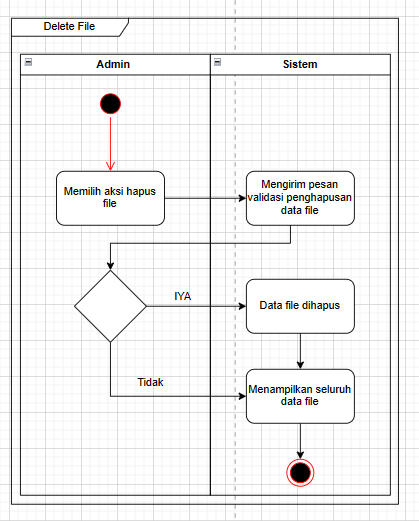 Delete File
Admin
Sistem
Memilih aksi hapus
file
Mengirim pesan
validasi penghapusan
data file
IYA
Data file dihapus
Tidak
Menampilkan seluruh
data file